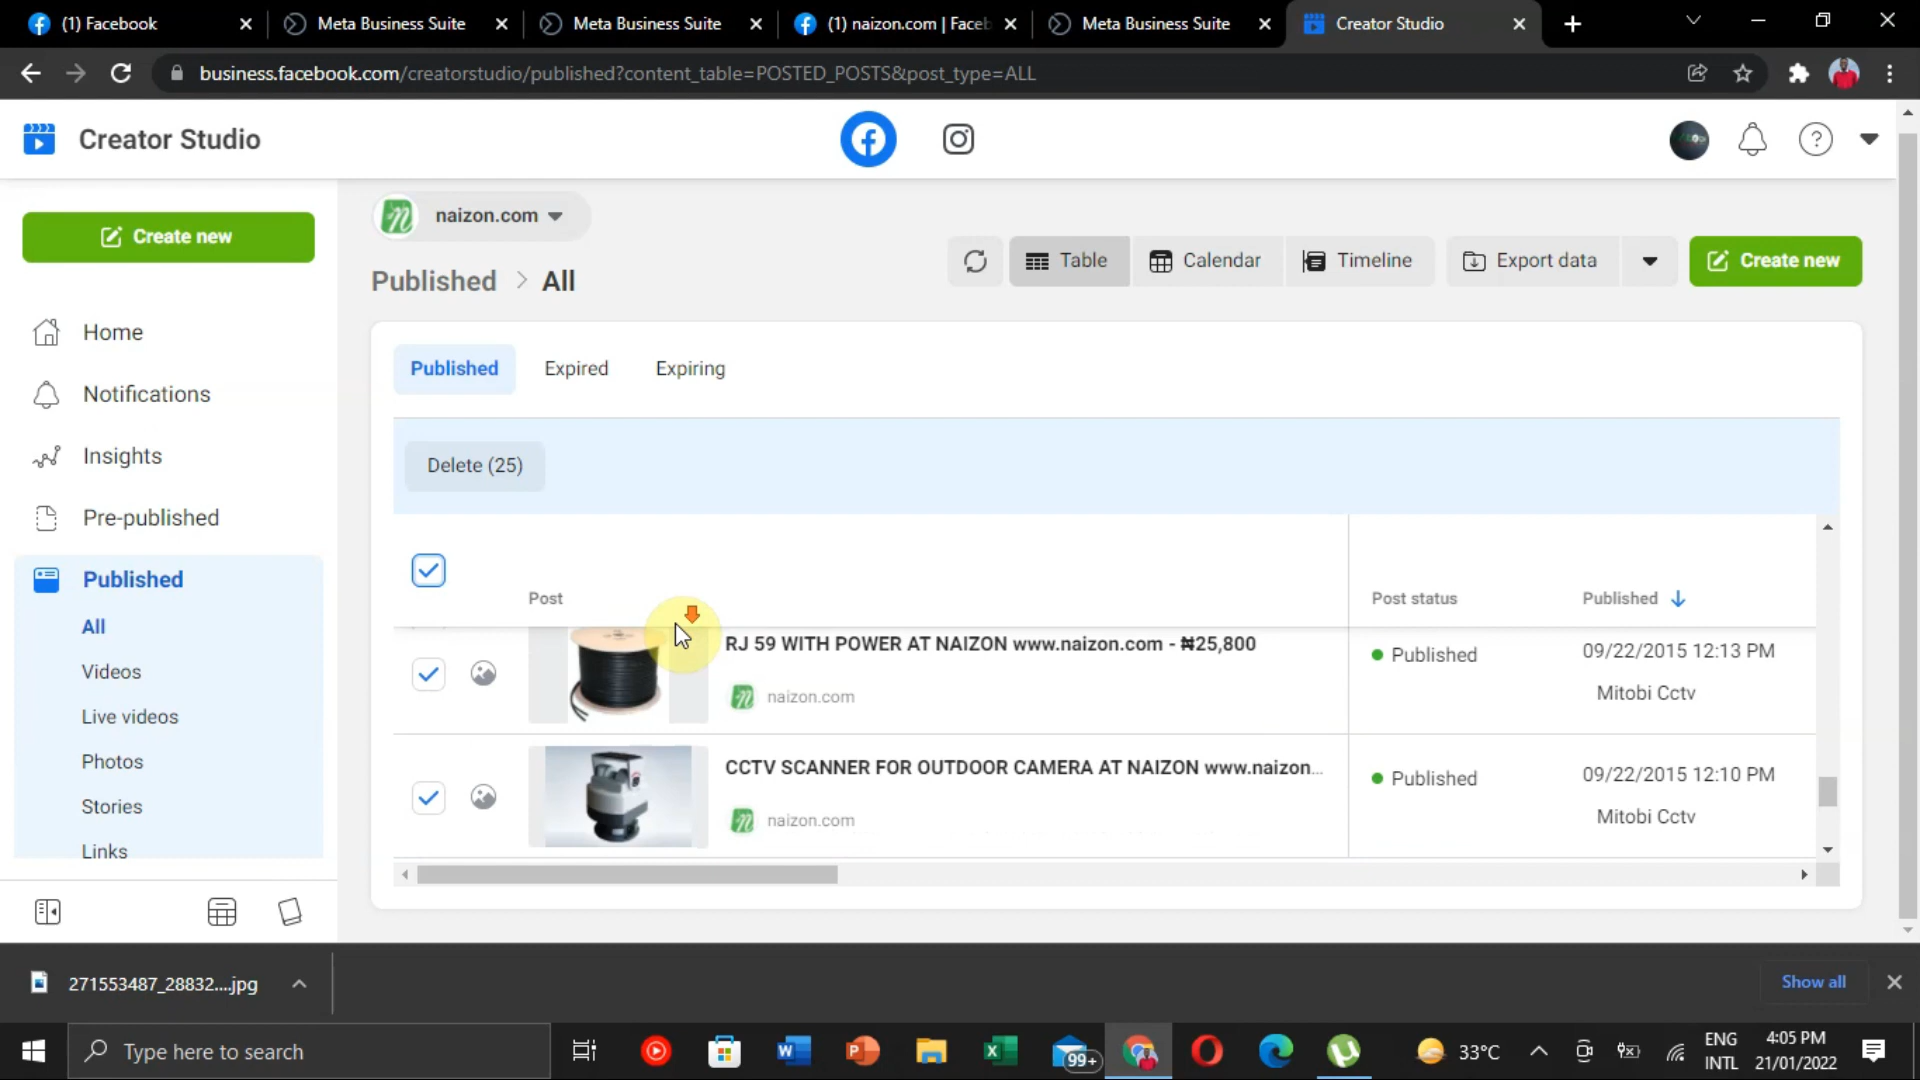 (1) Facebook
Meta Business Suite
Meta Business Suite
(1) naizon.com | Faceb
Meta Business Suite
Creator Studio
business.facebook.com/creatorstudio/published?content_table=POSTED_POSTS&post_type=ALL
Creator Studio
Create new
naizon.com
Published > All
Table
Calendar
Timeline
Export data
Create new
Home
Notifications
Insights
Pre-published
Published
All
Videos
Live videos
Photos
Stories
Links
Published
Expired
Expiring
Delete (25)
Post
Post status
Published
RJ 59 WITH POWER AT NAIZON www.naizon.com - ₦25,800
naizon.com
Published
09/22/2015 12:13 PM
Mitobi Cctv
CCTV SCANNER FOR OUTDOOR CAMERA AT NAIZON www.naizon...
naizon.com
Published
09/22/2015 12:10 PM
Mitobi Cctv
271553487_28832....jpg
Show all
Type here to search
99+
33°C
ENG
INTL
4:05 PM
21/01/2022